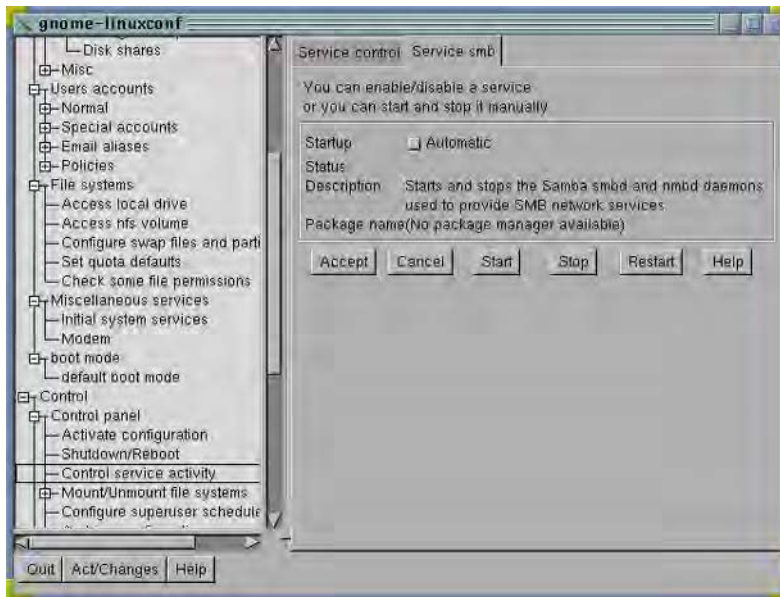 gnome-linuxconf
Disk shares
Misc
Users accounts
Normal
Special accounts
Email aliases
Policies
File systems
Access local drive
Access nfs volume
Configure swap files and parti
Set quota defaults
Check some file permissions
Miscellaneous services
Initial system services
Modem
boot mode
default boot mode
Control
Control panel
Activate configuration
Shutdown/Reboot
Control service activity
Mount/Unmount file systems
Configure superuser schedule
Quit Act/Changes Help
Service control Service smb
You can enable/disable a service
or you can start and stop it manually
Startup Automatic
Status
Description Starts and stops the Samba smbd and nmbd daemons
used to provide SMB network services
Package name(No package manager available)
Accept Cancel Start Stop Restart Help